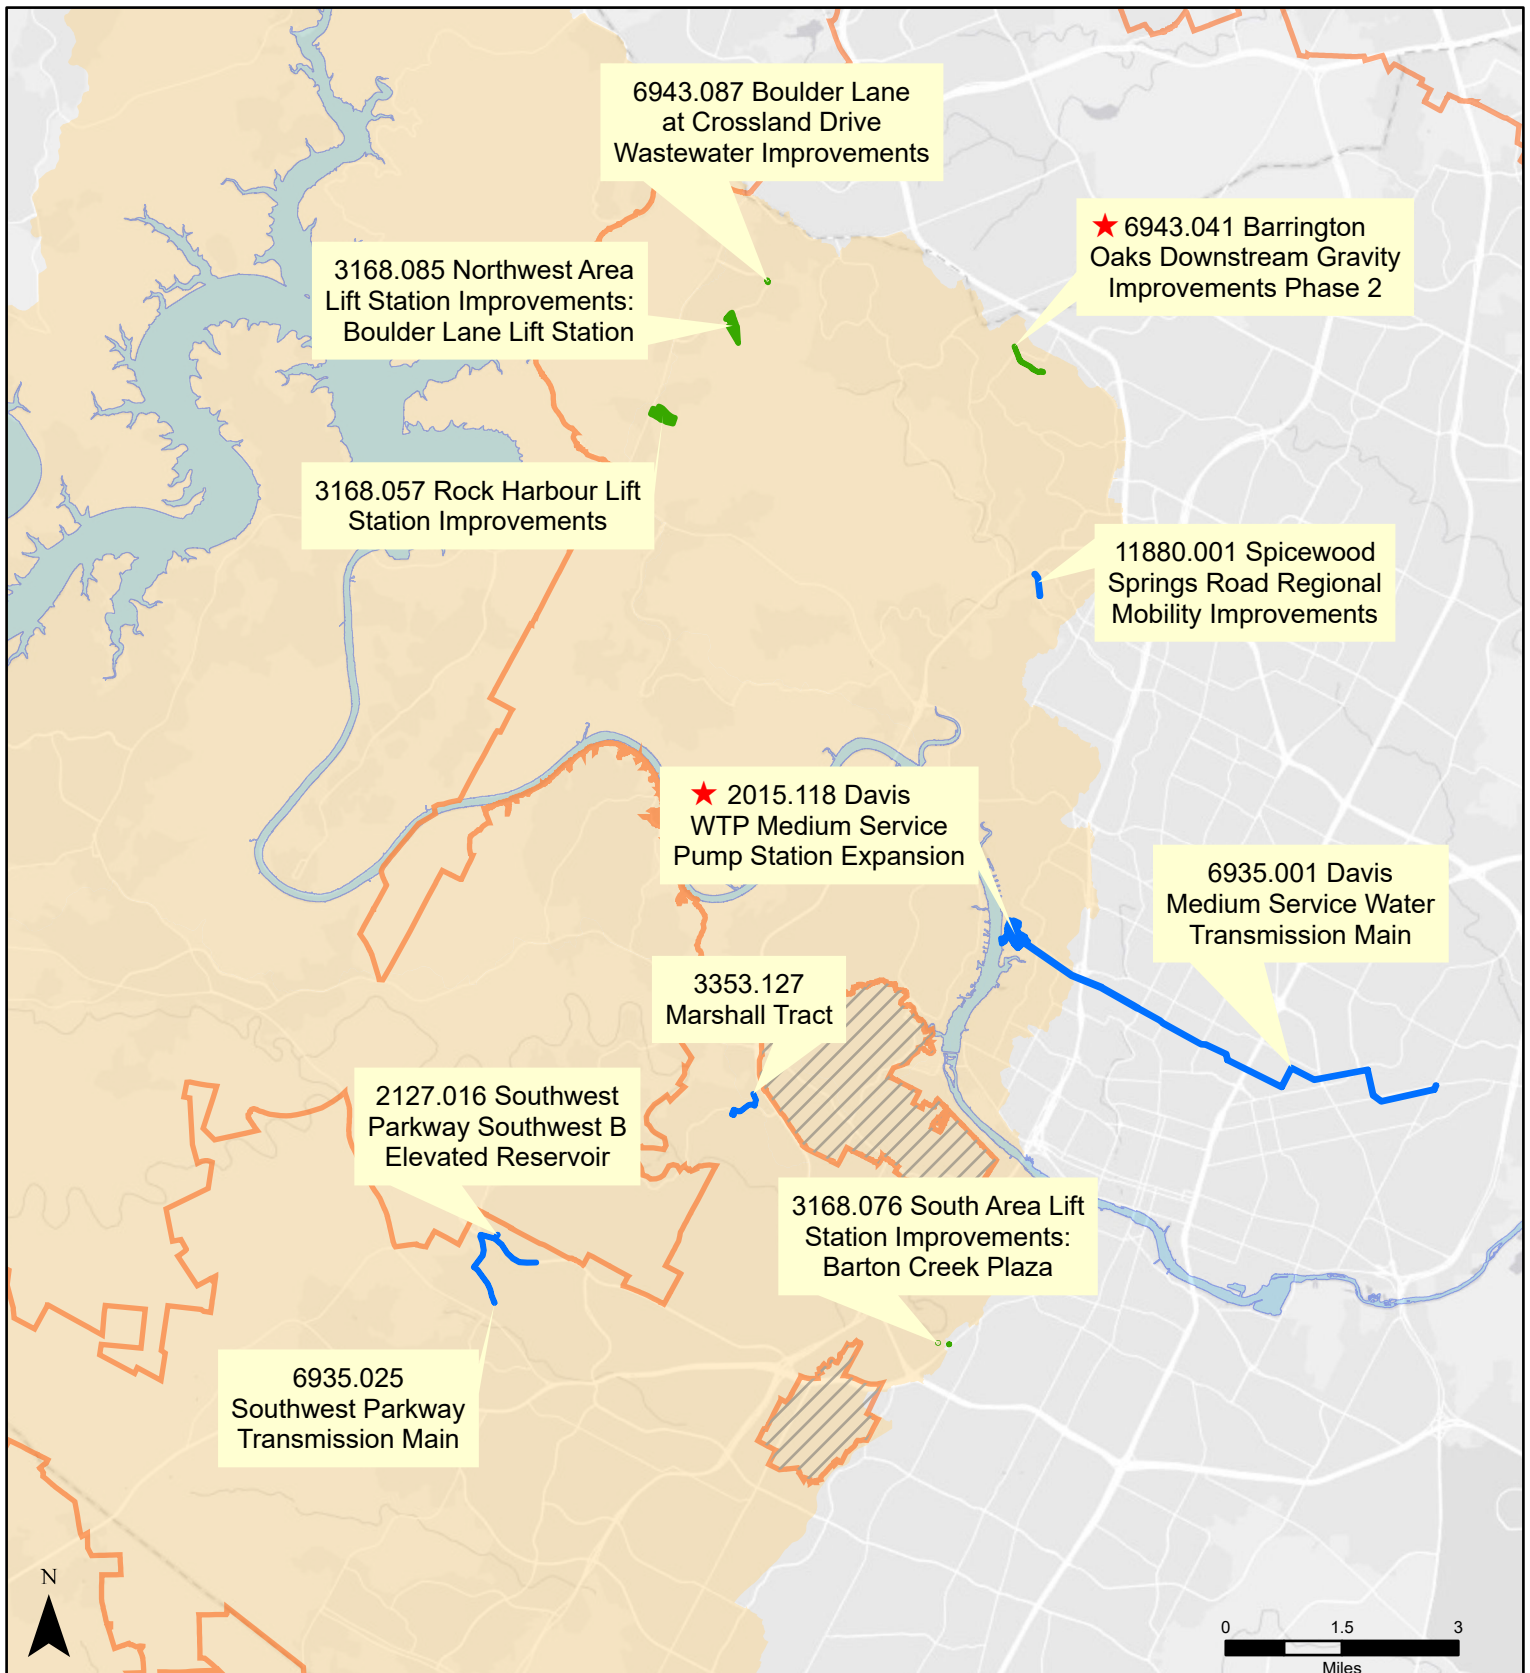 6943.087 Boulder Lane
at Crossland Drive
Wastewater Improvements
★ 6943.041 Barrington
Oaks Downstream Gravity
Improvements Phase 2
3168.085 Northwest Area
Lift Station Improvements:
Boulder Lane Lift Station
3168.057 Rock Harbour Lift
Station Improvements
11880.001 Spicewood
Springs Road Regional
Mobility Improvements
★ 2015.118 Davis
WTP Medium Service
Pump Station Expansion
6935.001 Davis
Medium Service Water
Transmission Main
3353.127
Marshall Tract
2127.016 Southwest
Parkway Southwest B
Elevated Reservoir
3168.076 South Area Lift
Station Improvements:
Barton Creek Plaza
6935.025
Southwest Parkway
Transmission Main
N
0 1.5 3
Miles